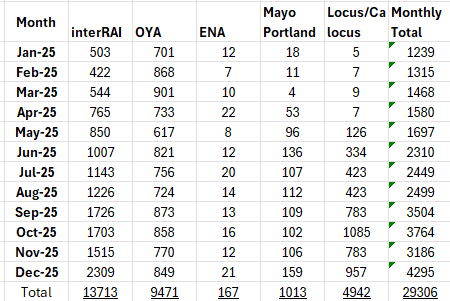 Month interRAI OYA ENA Mayo Portland Locus/Ca locus Monthly Total
Jan-25 503 701 12 18 5 1239
Feb-25 422 868 7 11 7 1315
Mar-25 544 901 10 4 9 1468
Apr-25 765 733 22 53 7 1580
May-25 850 617 8 96 126 1697
Jun-25 1007 821 12 136 334 2310
Jul-25 1143 756 20 107 423 2449
Aug-25 1226 724 14 112 423 2499
Sep-25 1726 873 13 109 783 3504
Oct-25 1703 858 16 102 1085 3764
Nov-25 1515 770 12 106 783 3186
Dec-25 2309 849 21 159 957 4295
Total 13713 9471 167 1013 4942 29306